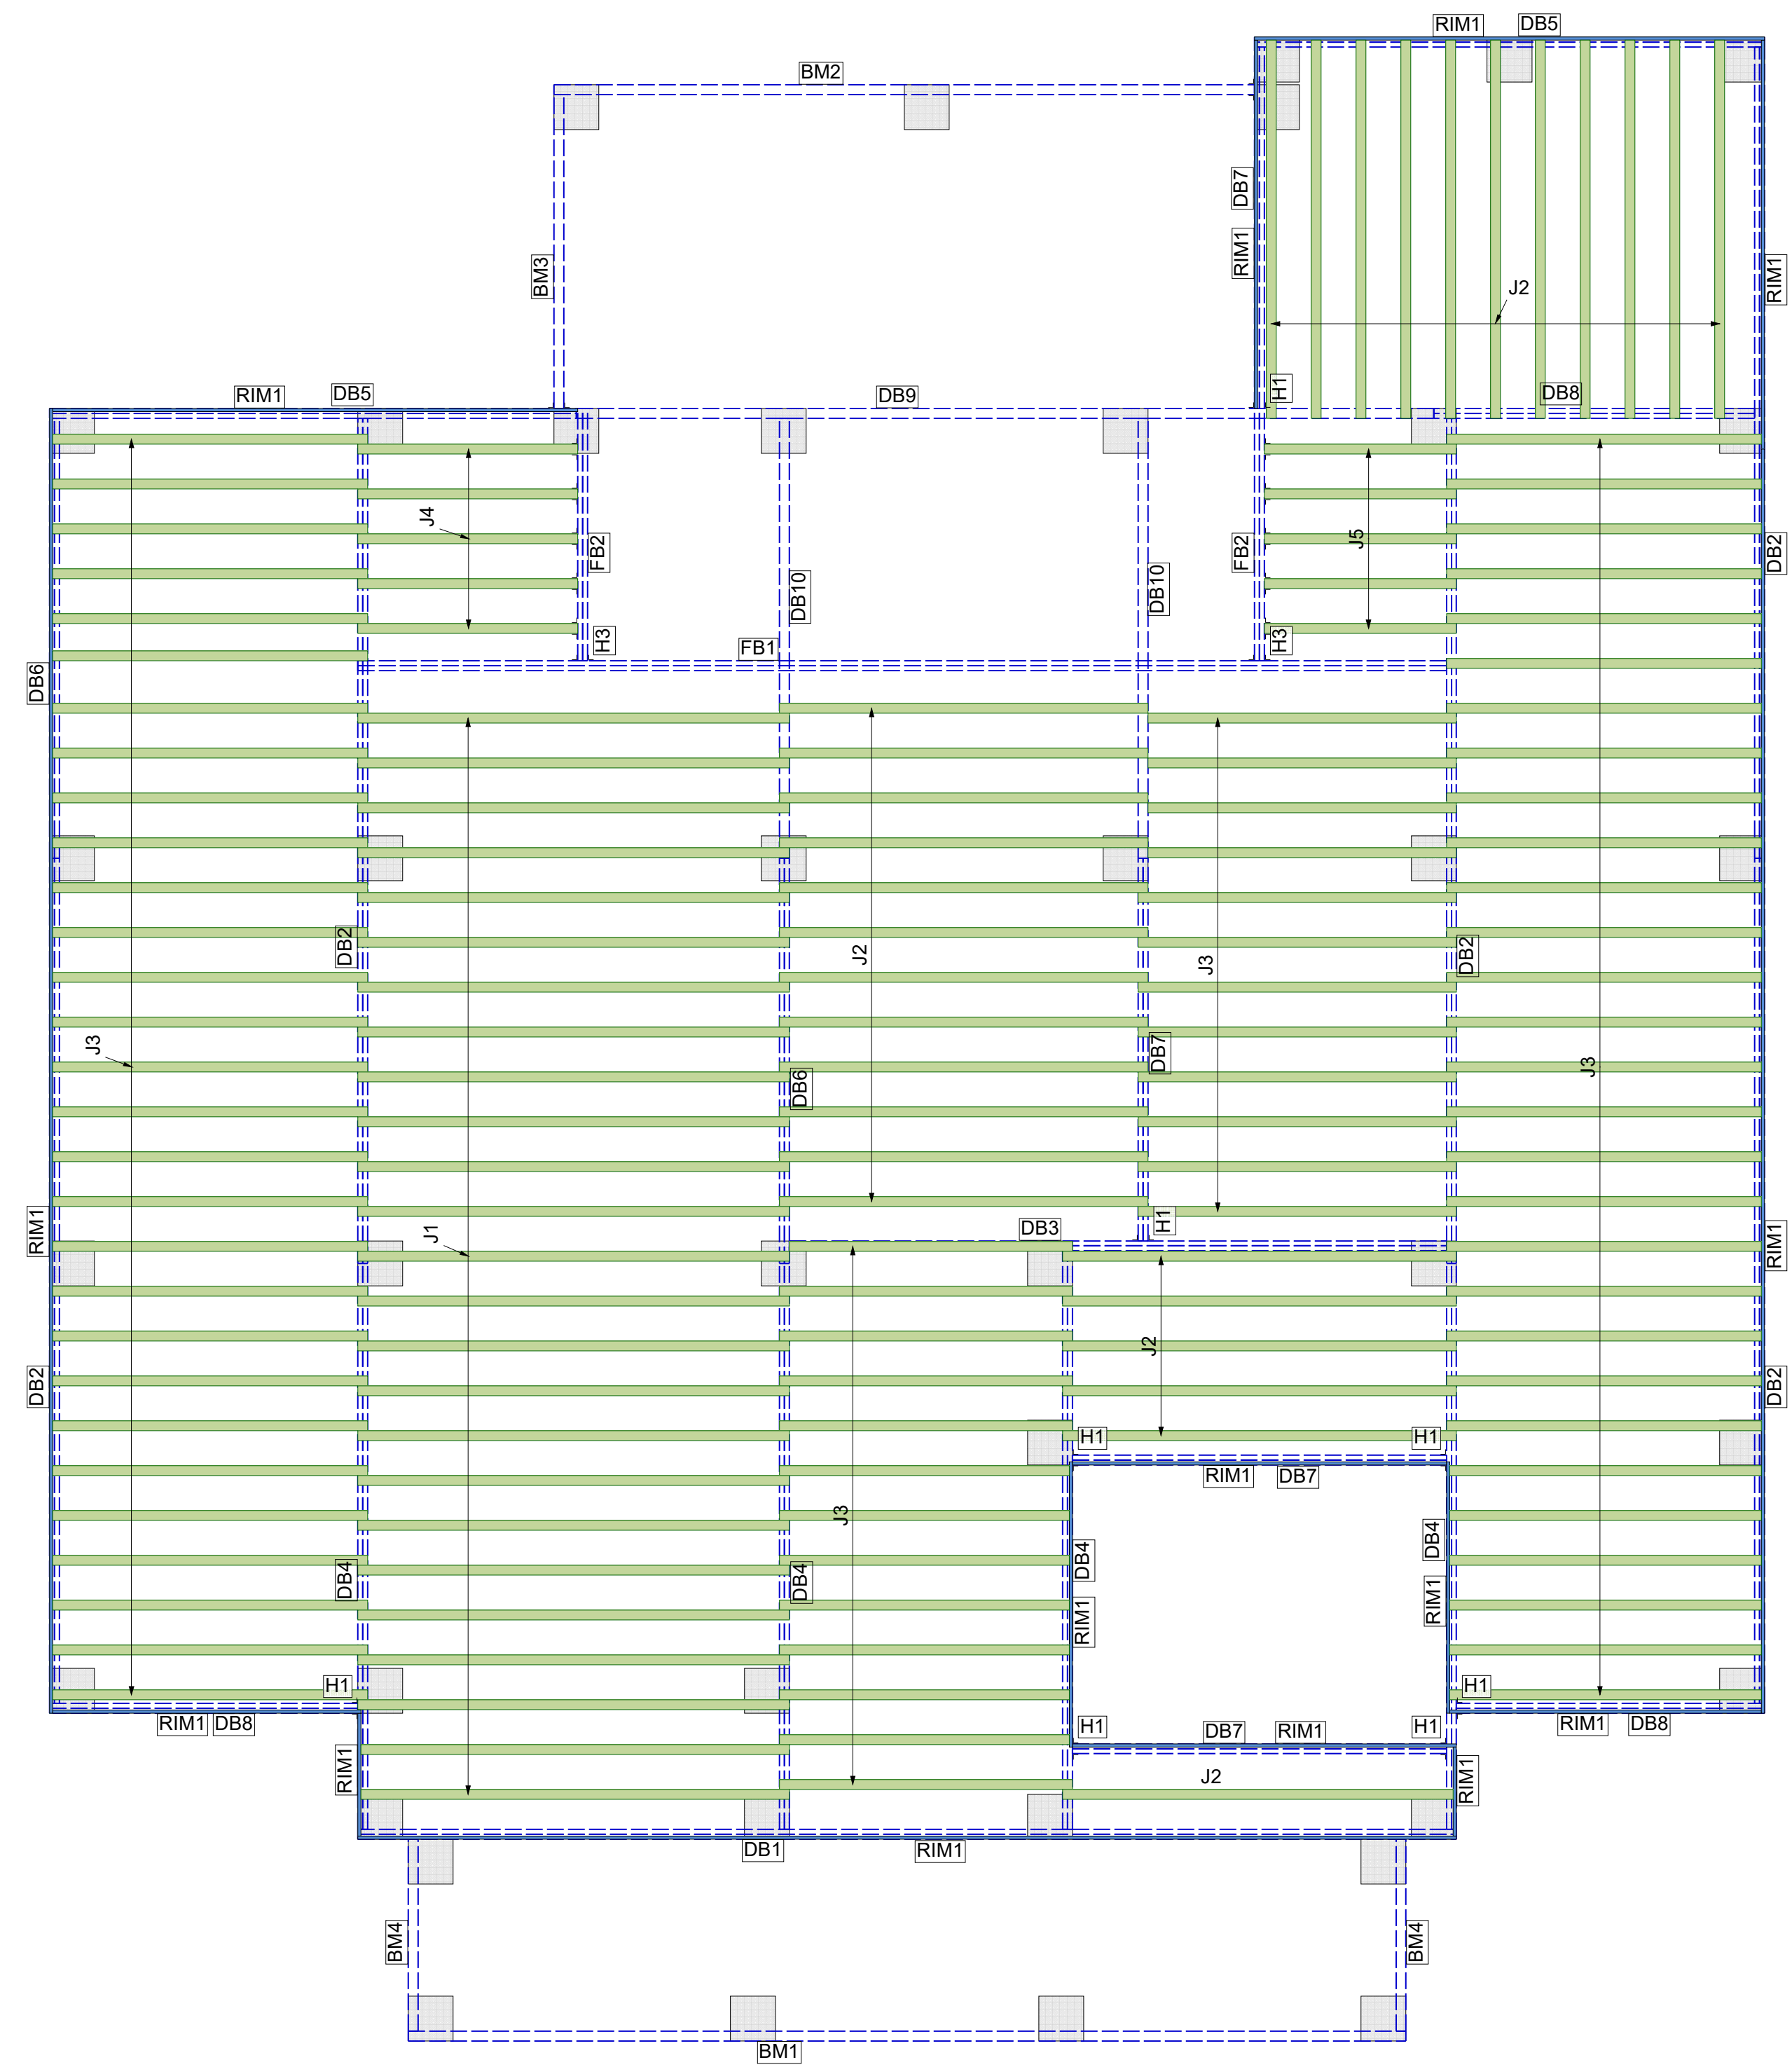 RIM1 DB5
BM2
DB7
BM3
RIM1
RIM1
J2
RIM1
DB5
DB9
H1
DB8
J4
J5
FB2
FB2
DB2
DB10
DB10
H3
H3
FB1
DB6
DB2
J2
J3
DB2
J3
DB7
J3
DB6
RIM1
J1
DB3
H1
RIM1
DB2
J2
DB2
H1
H1
RIM1
DB7
J3
DB4
DB4
DB4
DB4
RIM1
RIM1
H1
H1
RIM1 DB8
H1
DB7
RIM1
H1
RIM1 DB8
RIM1
J2
RIM1
DB1
RIM1
BM4
BM4
BM1